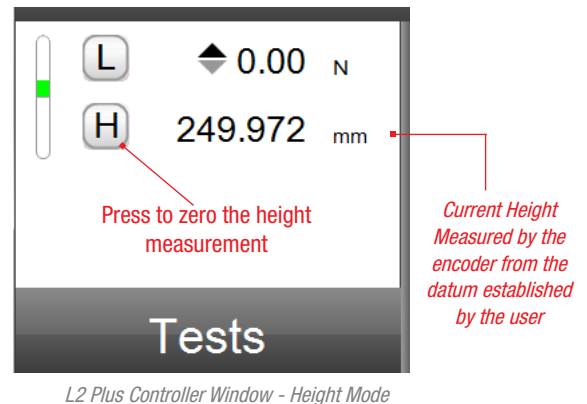 L 0.00 N
H 249.972 mm
Press to zero the height
measurement
Current Height
Measured by the
encoder from the
datum established
by the user
Tests
L2 Plus Controller Window - Height Mode